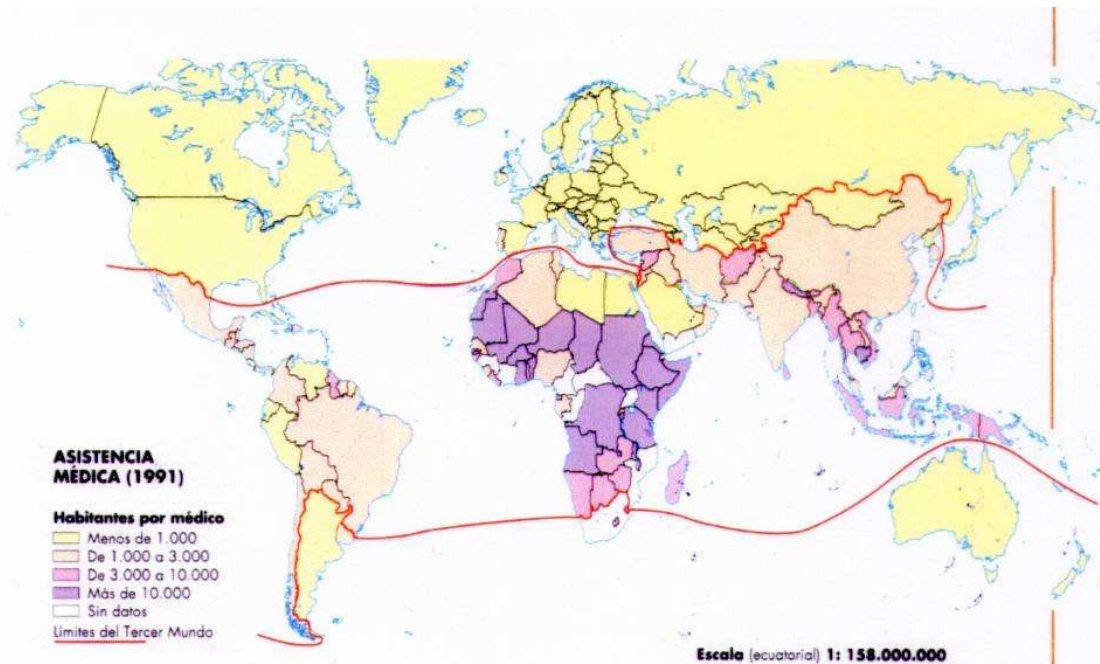 ASISTENCIA
MÉDICA (1991)
Habitantes por médico
Menos de 1.000
De 1.000 a 3.000
De 3.000 a 10.000
Más de 10.000
Sin datos
Límites del Tercer Mundo
Escala (ecuatorial) 1: 158.000.000